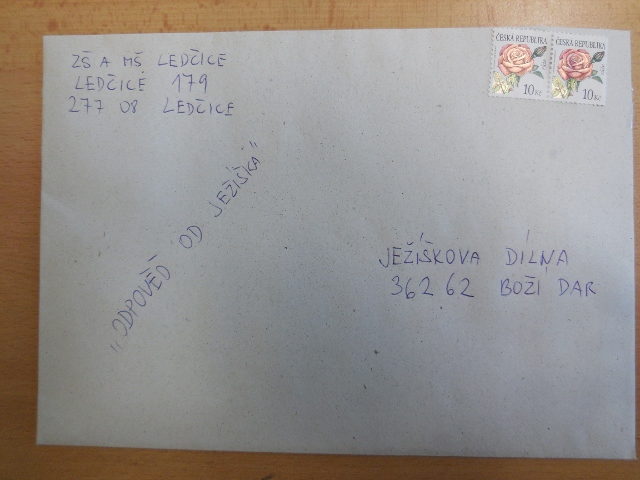 ZŠ A MŠ LEDČICE
LEDČICE 179
277 08 LEDČICE
ČESKÁ REPUBLIKA
10 Kč
ČESKÁ REPUBLIKA
10 Kč
„ODPOVĚĎ OD JEŽÍŠKA"
JEŽÍŠKOVA DÍLNA
362 62 BOŽÍ DAR